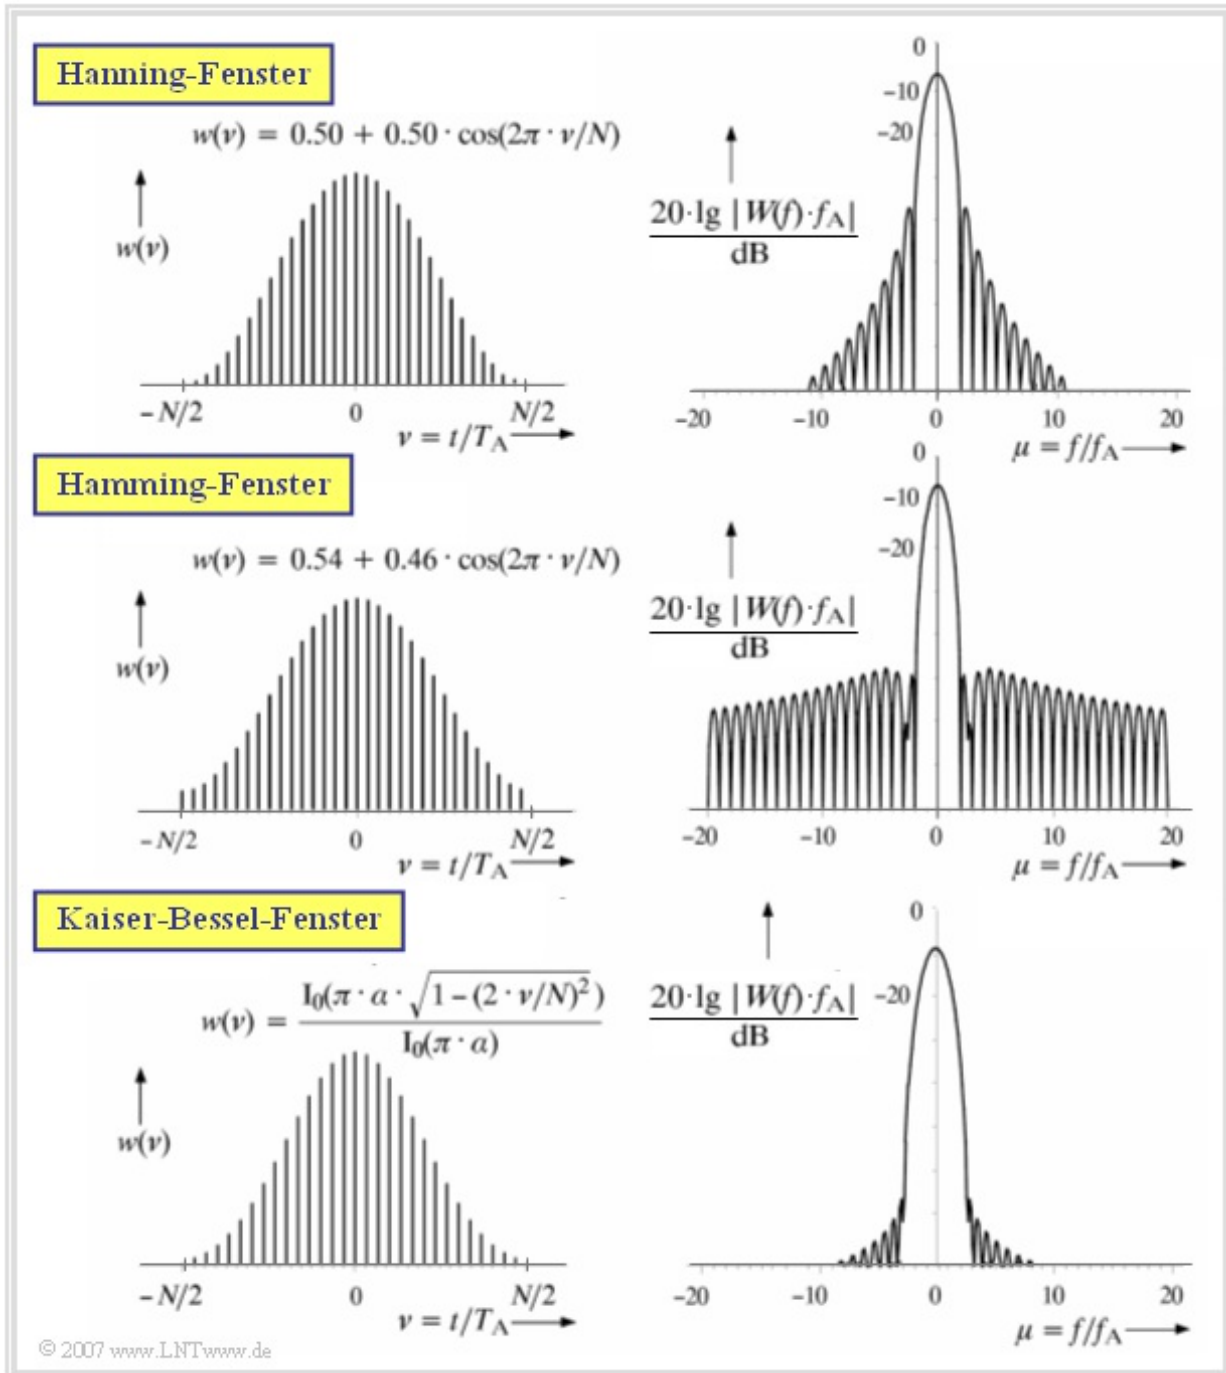 Hanning-Fenster
w(ν) = 0.50 + 0.50 · cos(2π · ν/N)
w(ν)
−N/2 0 N/2
ν = t/T_A
0
−10
−20
20·lg |W(f)·f_A|
dB
−20 −10 0 10 20
μ = f/f_A
Hamming-Fenster
w(ν) = 0.54 + 0.46 · cos(2π · ν/N)
w(ν)
−N/2 0 N/2
ν = t/T_A
0
−10
−20
20·lg |W(f)·f_A|
dB
−20 −10 0 10 20
μ = f/f_A
Kaiser-Bessel-Fenster
w(ν) = I₀(π · α · √1 − (2 · ν/N)²)
I₀(π · α)
w(ν)
−N/2 0 N/2
ν = t/T_A
0
−20
20·lg |W(f)·f_A|
dB
−20 −10 0 10 20
μ = f/f_A
© 2007 www.LNTwww.de